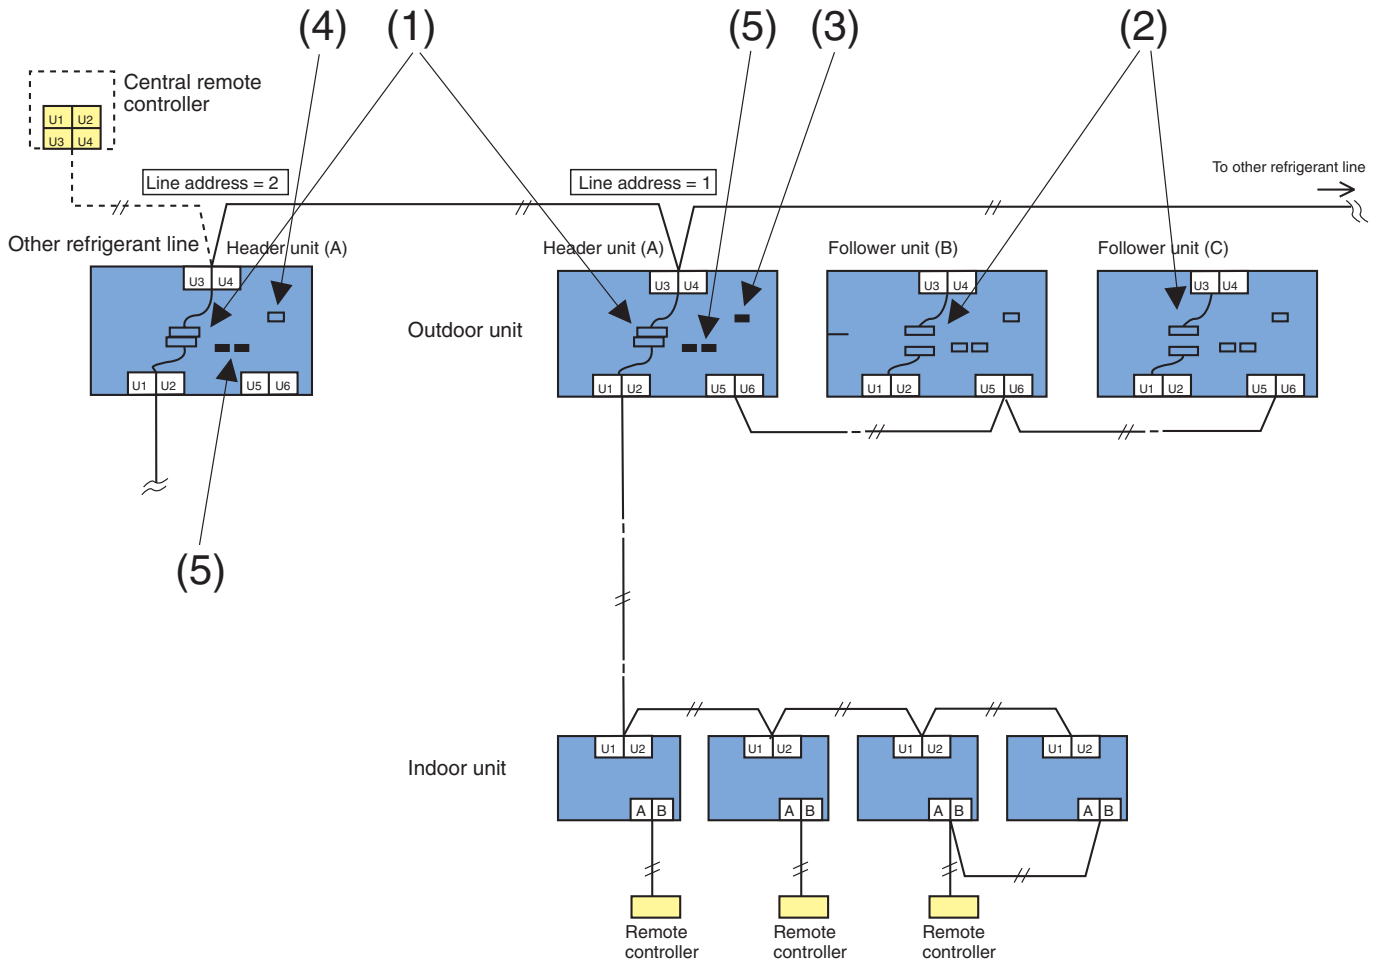 (4) (1) (5) (3) (2)
Central remote
controller
U1 U2
U3 U4
To other refrigerant line
Line address = 2
Line address = 1
Other refrigerant line
Header unit (A)
Header unit (A)
Follower unit (B)
Follower unit (C)
U3 U4
U3 U4
U3 U4
U3 U4
Outdoor unit
U1 U2 U5 U6
U1 U2 U5 U6
U1 U2 U5 U6
U1 U2 U5 U6
(5)
Indoor unit
U1 U2
U1 U2
U1 U2
U1 U2
A B
A B
A B
A B
Remote
controller
Remote
controller
Remote
controller